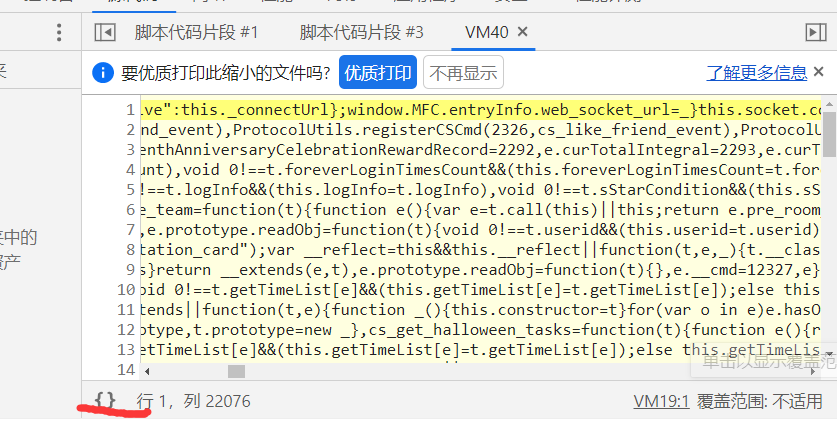 脚本代码片段 #1 脚本代码片段 #3 VM40 ✕
要优质打印此缩小的文件吗? 优质打印 不再显示 了解更多信息 ✕
1 ive":this._connectUrl};window.MFC.entryInfo.web_socket_url=_}this.socket.co
2 end_event),ProtocolUtils.registerCSCmd(2326,cs_like_friend_event),ProtocolU
3 enthAnniversaryCelebrationRewardRecord=2292,e.curTotalIntegral=2293,e.curT
4 unt),void 0!==t.foreverLoginTimesCount&&(this.foreverLoginTimesCount=t.for
5 !==t.logInfo&&(this.logInfo=t.logInfo),void 0!==t.sStarCondition&&(this.sS
6 e_team=function(t){function e(){var e=t.call(this)||this;return e.pre_room
7 ,e.prototype.readObj=function(t){void 0!==t.userid&&(this.userid=t.userid)
8 tation_card");var __reflect=this&&this.__reflect||function(t,e,_){t.__clas
9 s}return __extends(e,t),e.prototype.readObj=function(t){},e.__cmd=12327,e}
10 oid 0!==t.getTimeList[e]&&(this.getTimeList[e]=t.getTimeList[e]);else this
11 tends||function(t,e){function _(){this.constructor=t}for(var o in e)e.hasO
12 otype,t.prototype=new _},cs_get_halloween_tasks=function(t){function e(){r
13 etTimeList[e]&&(this.getTimeList[e]=t.getTimeList[e]);else this.getTimeLis
14
夹中的
资产
单击以显示覆盖范
{} 行 1，列 22076 VM19:1 覆盖范围: 不适用